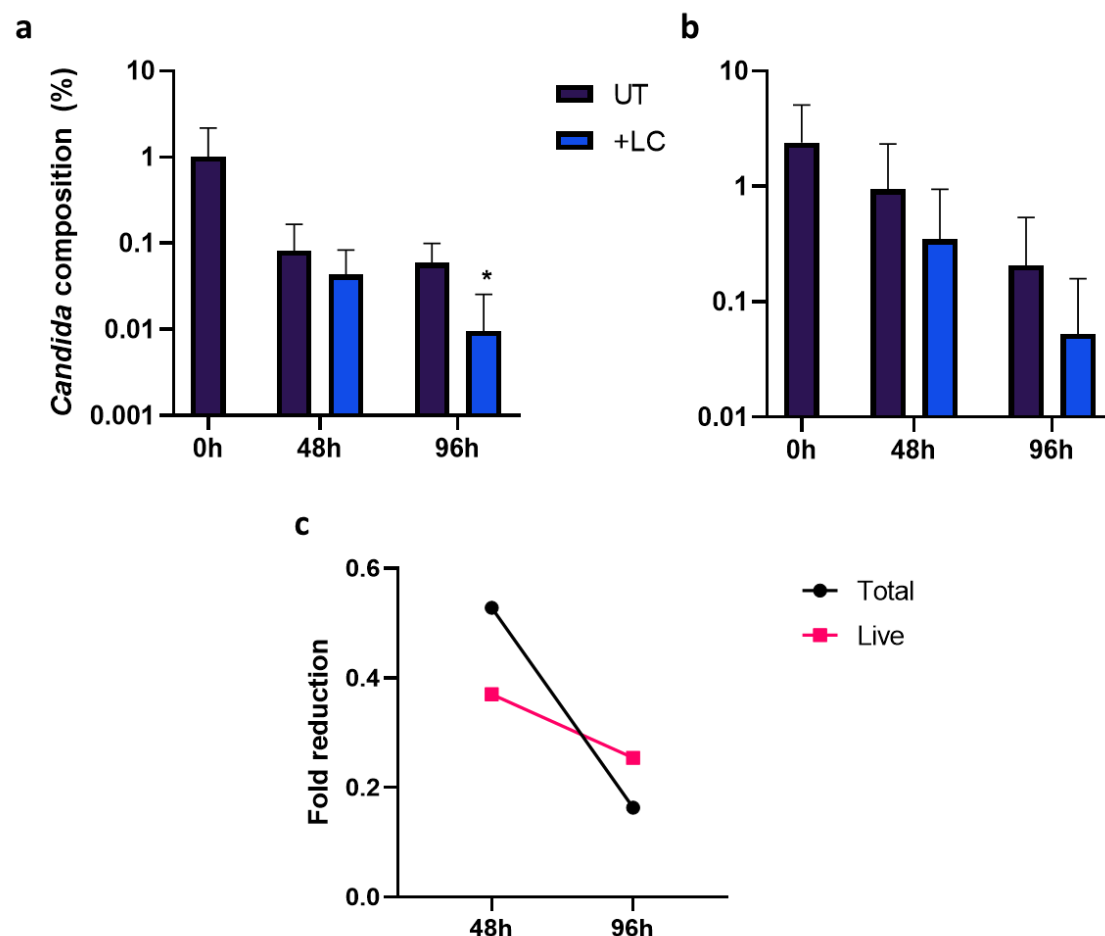 a
Candida composition (%)
10
1
0.1
0.01
0.001
*
0h 48h 96h
UT
+LC
b
10
1
0.1
0.01
0h 48h 96h
c
Fold reduction
0.6
0.4
0.2
0.0
48h 96h
Total
Live